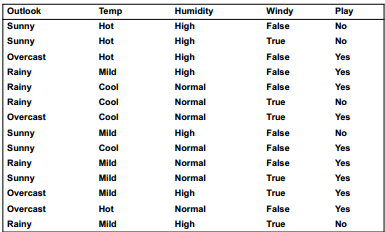 Outlook Temp Humidity Windy Play
Sunny Hot High False No
Sunny Hot High True No
Overcast Hot High False Yes
Rainy Mild High False Yes
Rainy Cool Normal False Yes
Rainy Cool Normal True No
Overcast Cool Normal True Yes
Sunny Mild High False No
Sunny Cool Normal False Yes
Rainy Mild Normal False Yes
Sunny Mild Normal True Yes
Overcast Mild High True Yes
Overcast Hot Normal False Yes
Rainy Mild High True No